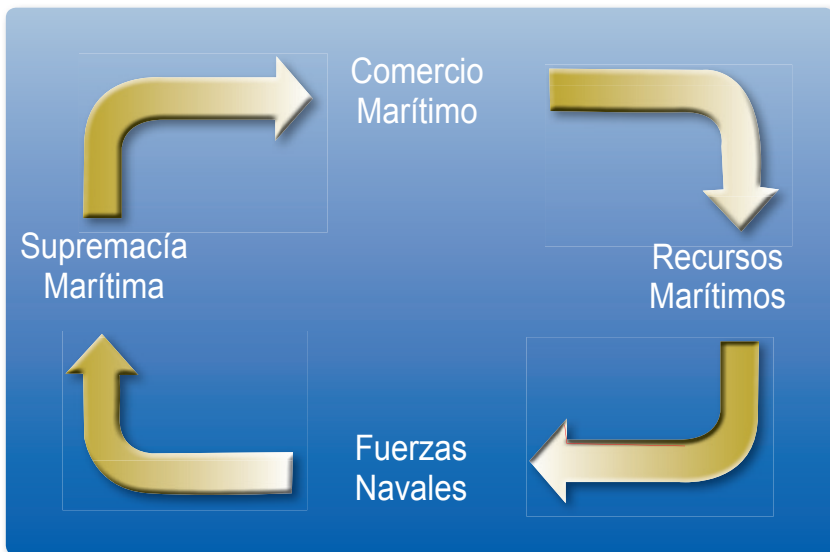 Comercio
Marítimo
Supremacía
Marítima
Recursos
Marítimos
Fuerzas
Navales